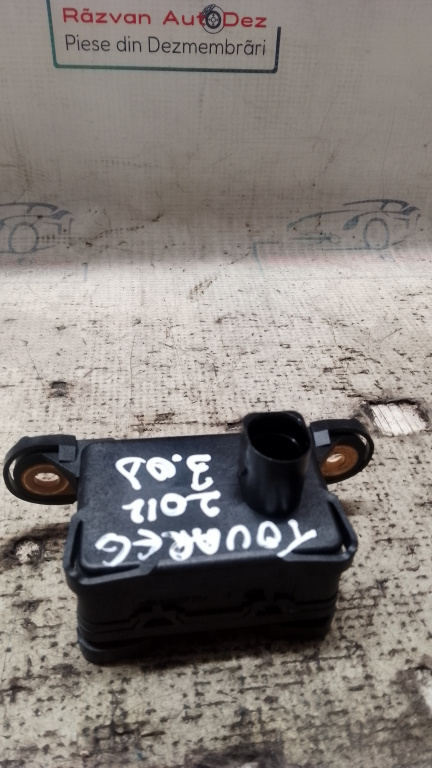 Răzvan AutoDez
Piese din Dezmembrări
TOUAREG
2012
3.0D